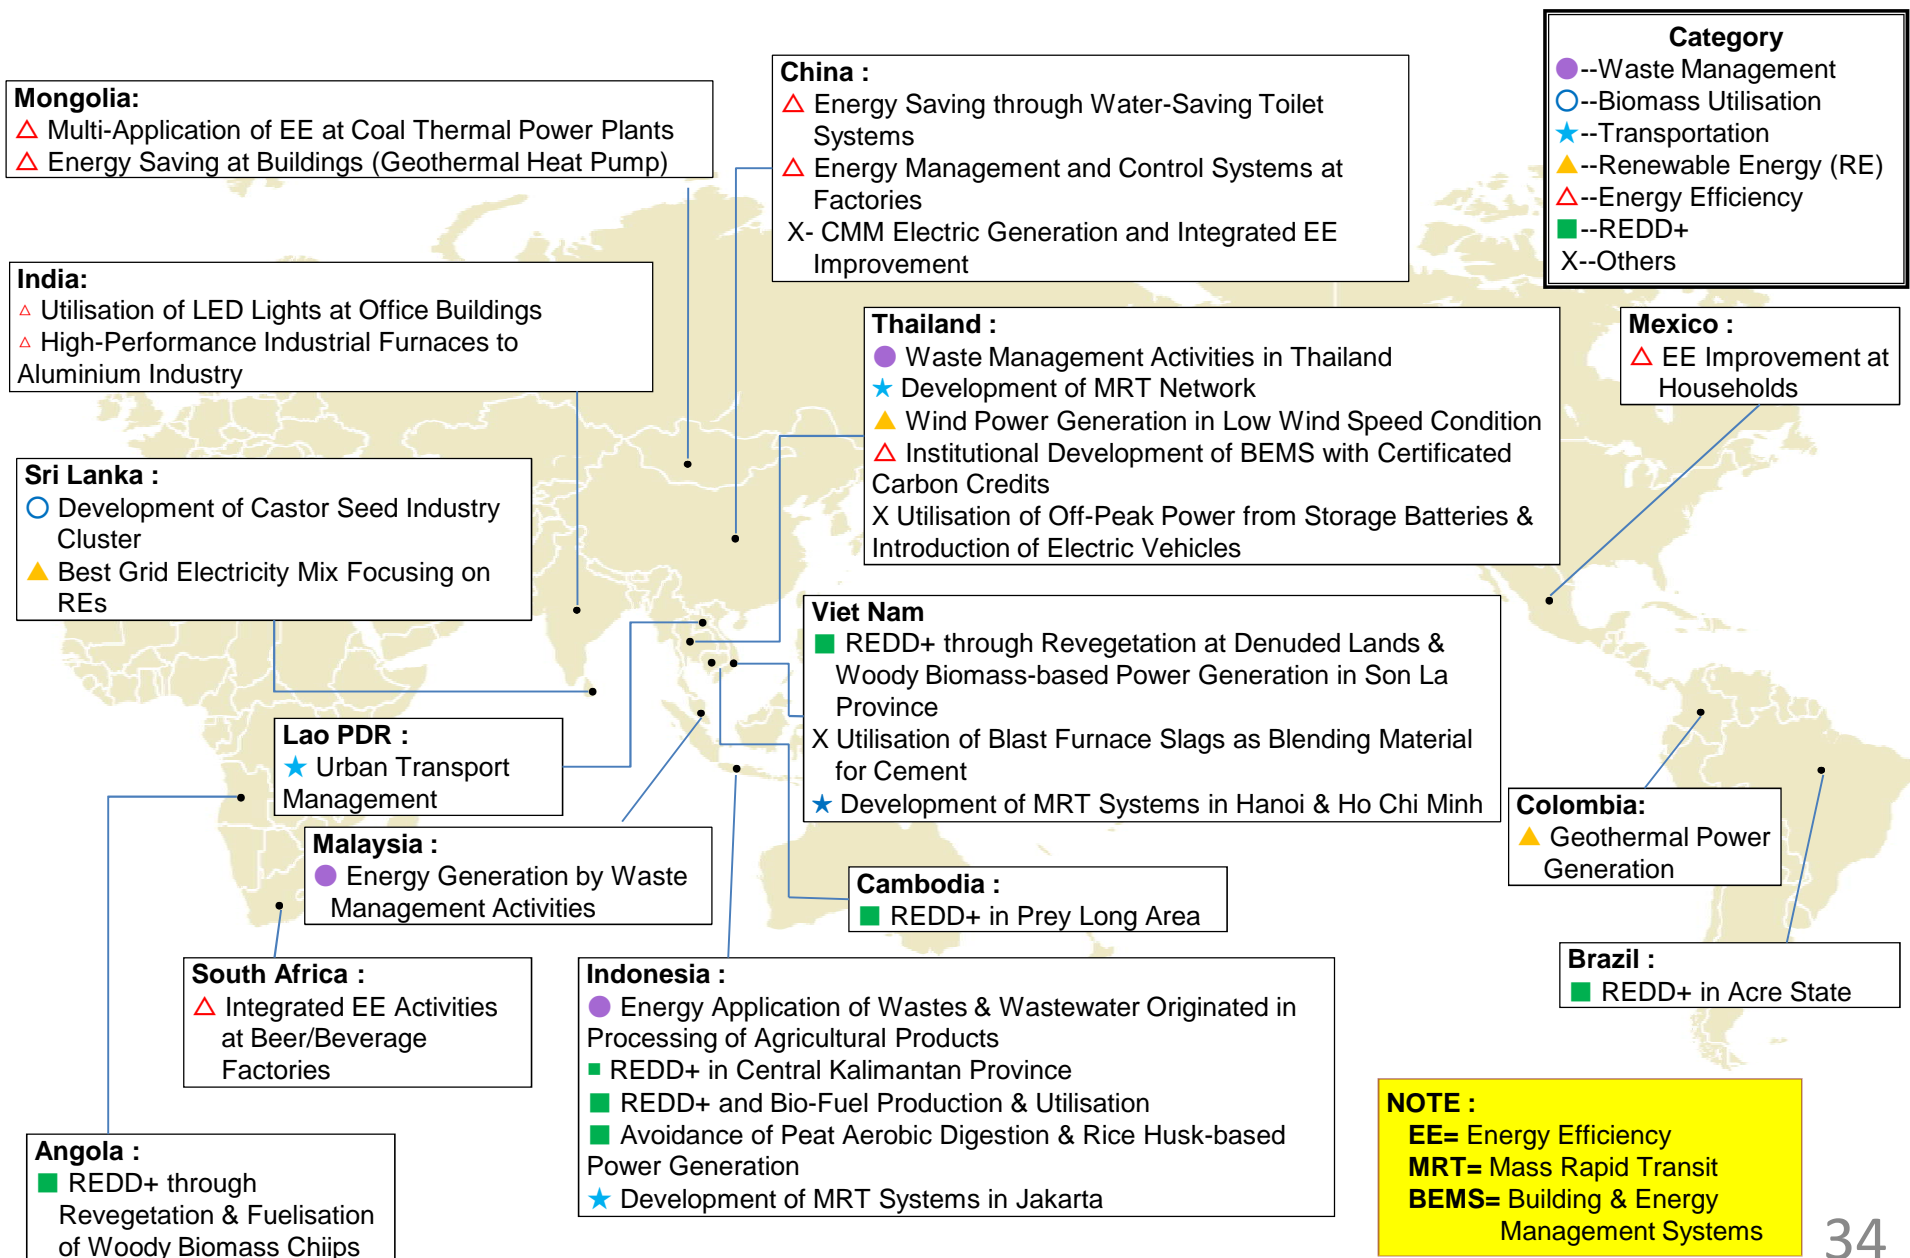 Category
--Waste Management
--Biomass Utilisation
--Transportation
--Renewable Energy (RE)
--Energy Efficiency
--REDD+
X--Others
Mongolia:
Multi-Application of EE at Coal Thermal Power Plants
Energy Saving at Buildings (Geothermal Heat Pump)
China :
Energy Saving through Water-Saving Toilet
Systems
Energy Management and Control Systems at
Factories
X- CMM Electric Generation and Integrated EE
Improvement
India:
Utilisation of LED Lights at Office Buildings
High-Performance Industrial Furnaces to
Aluminium Industry
Thailand :
Waste Management Activities in Thailand
Development of MRT Network
Wind Power Generation in Low Wind Speed Condition
Institutional Development of BEMS with Certificated
Carbon Credits
X Utilisation of Off-Peak Power from Storage Batteries &
Introduction of Electric Vehicles
Mexico :
EE Improvement at
Households
Sri Lanka :
Development of Castor Seed Industry
Cluster
Best Grid Electricity Mix Focusing on
REs
Viet Nam
REDD+ through Revegetation at Denuded Lands &
Woody Biomass-based Power Generation in Son La
Province
X Utilisation of Blast Furnace Slags as Blending Material
for Cement
Development of MRT Systems in Hanoi & Ho Chi Minh
Lao PDR :
Urban Transport
Management
Colombia:
Geothermal Power
Generation
Malaysia :
Energy Generation by Waste
Management Activities
Cambodia :
REDD+ in Prey Long Area
Brazil :
REDD+ in Acre State
South Africa :
Integrated EE Activities
at Beer/Beverage
Factories
Indonesia :
Energy Application of Wastes & Wastewater Originated in
Processing of Agricultural Products
REDD+ in Central Kalimantan Province
REDD+ and Bio-Fuel Production & Utilisation
Avoidance of Peat Aerobic Digestion & Rice Husk-based
Power Generation
Development of MRT Systems in Jakarta
Angola :
REDD+ through
Revegetation & Fuelisation
of Woody Biomass Chiips
NOTE :
EE= Energy Efficiency
MRT= Mass Rapid Transit
BEMS= Building & Energy
Management Systems
34